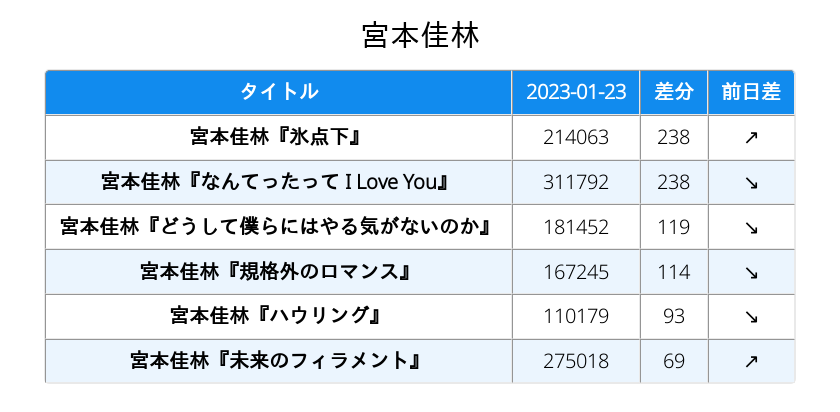 宮本佳林
タイトル 2023-01-23 差分 前日差
宮本佳林『氷点下』 214063 238 ↗
宮本佳林『なんてったって I Love You』 311792 238 ↘
宮本佳林『どうして僕らにはやる気がないのか』 181452 119 ↘
宮本佳林『規格外のロマンス』 167245 114 ↘
宮本佳林『ハウリング』 110179 93 ↘
宮本佳林『未来のフィラメント』 275018 69 ↗